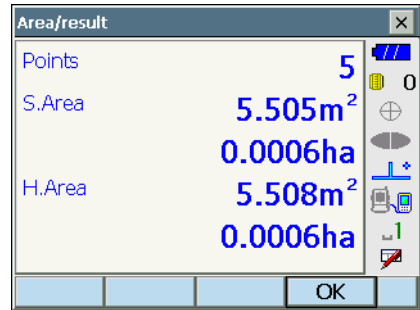 Area/result
Points 5
0
S.Area 5.505m²
0.0006ha
H.Area 5.508m²
0.0006ha
1
OK